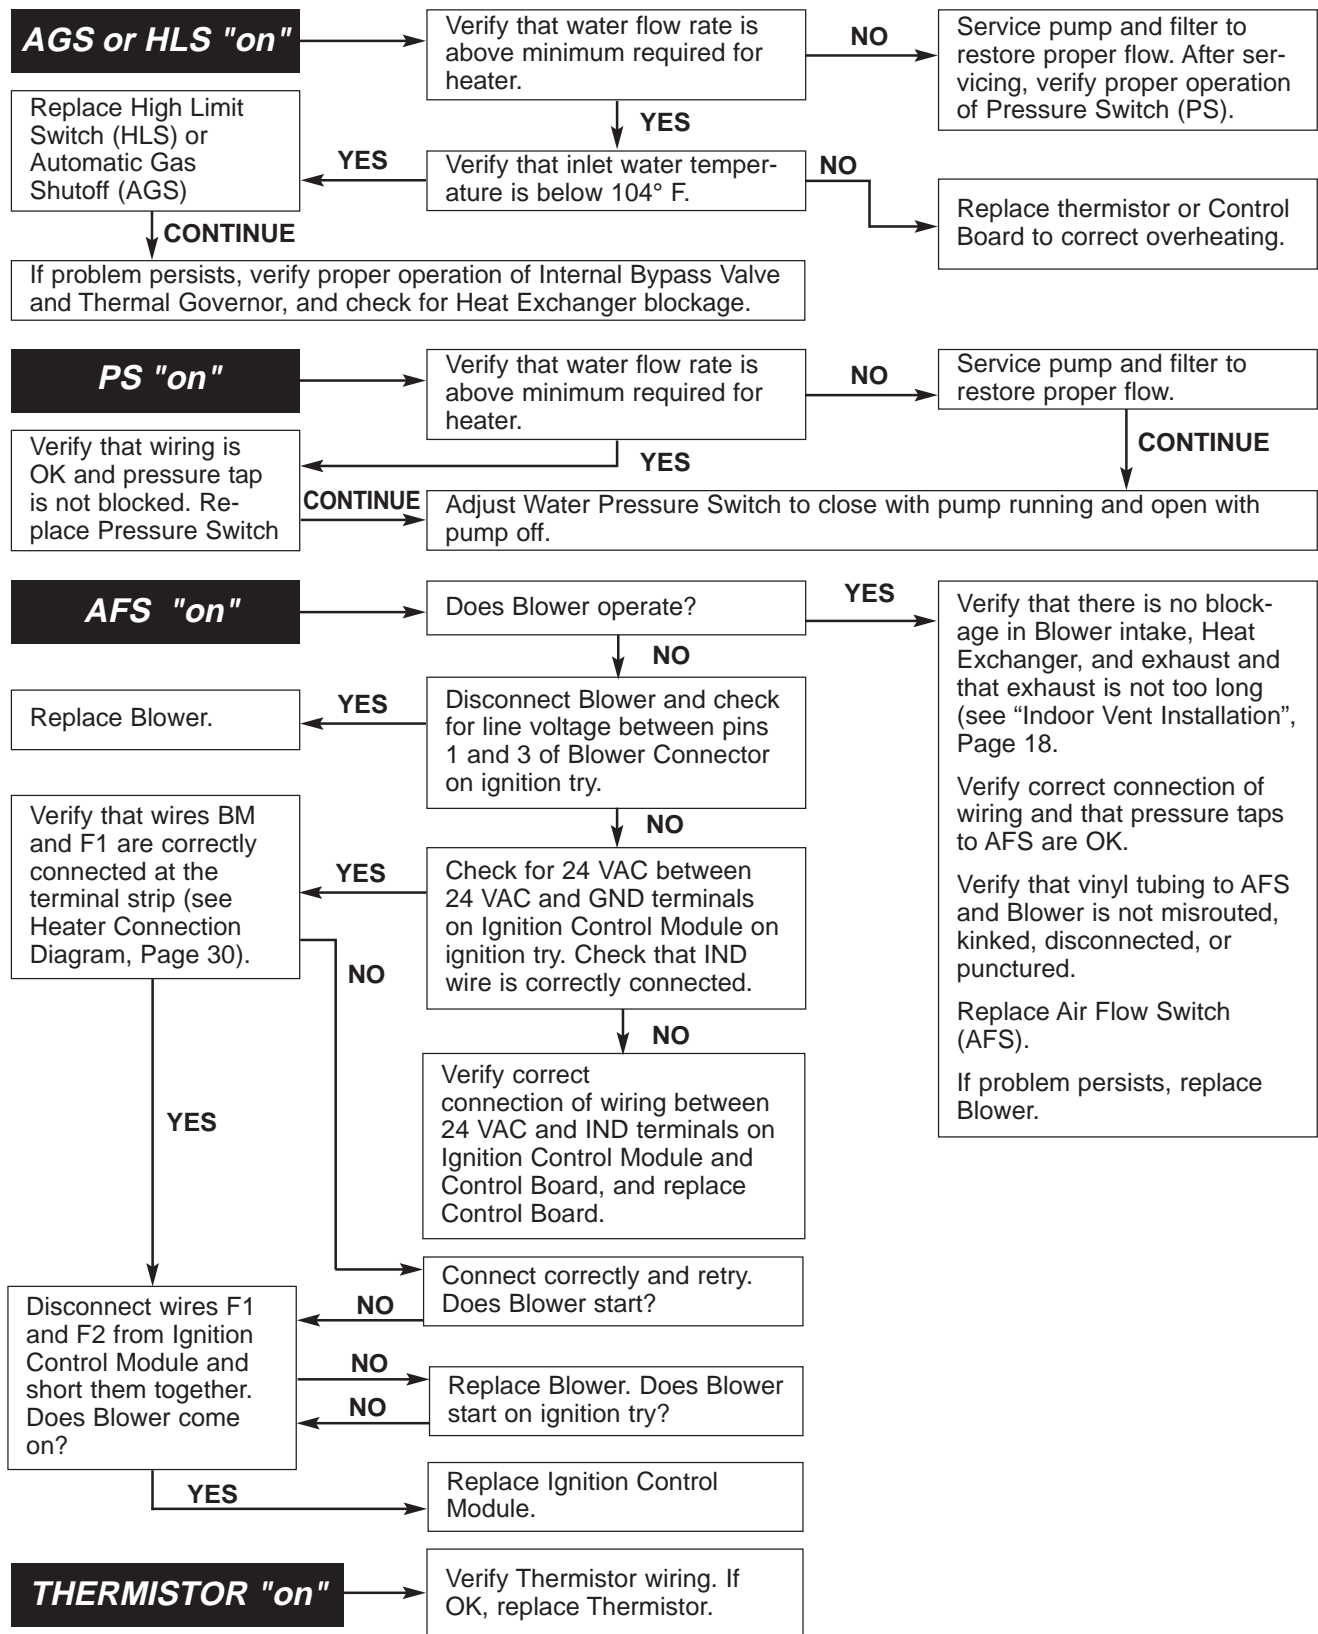 AGS or HLS "on"
Verify that water flow rate is
above minimum required for
heater.
NO
Service pump and filter to
restore proper flow. After ser-
vicing, verify proper operation
of Pressure Switch (PS).
YES
Replace High Limit
Switch (HLS) or
Automatic Gas
Shutoff (AGS)
YES
Verify that inlet water temper-
ature is below 104° F.
NO
Replace thermistor or Control
Board to correct overheating.
CONTINUE
If problem persists, verify proper operation of Internal Bypass Valve
and Thermal Governor, and check for Heat Exchanger blockage.
PS "on"
Verify that water flow rate is
above minimum required for
heater.
NO
Service pump and filter to
restore proper flow.
CONTINUE
YES
Verify that wiring is
OK and pressure tap
is not blocked. Re-
place Pressure Switch
CONTINUE
Adjust Water Pressure Switch to close with pump running and open with
pump off.
AFS "on"
Does Blower operate?
YES
Verify that there is no block-
age in Blower intake, Heat
Exchanger, and exhaust and
that exhaust is not too long
(see “Indoor Vent Installation”,
Page 18.
Verify correct connection of
wiring and that pressure taps
to AFS are OK.
Verify that vinyl tubing to AFS
and Blower is not misrouted,
kinked, disconnected, or
punctured.
Replace Air Flow Switch
(AFS).
If problem persists, replace
Blower.
NO
Replace Blower.
YES
Disconnect Blower and check
for line voltage between pins
1 and 3 of Blower Connector
on ignition try.
NO
Verify that wires BM
and F1 are correctly
connected at the
terminal strip (see
Heater Connection
Diagram, Page 30).
YES
Check for 24 VAC between
24 VAC and GND terminals
on Ignition Control Module on
ignition try. Check that IND
wire is correctly connected.
NO
NO
Verify correct
connection of wiring between
24 VAC and IND terminals on
Ignition Control Module and
Control Board, and replace
Control Board.
YES
Connect correctly and retry.
Does Blower start?
NO
Disconnect wires F1
and F2 from Ignition
Control Module and
short them together.
Does Blower come
on?
NO
NO
Replace Blower. Does Blower
start on ignition try?
YES
Replace Ignition Control
Module.
THERMISTOR "on"
Verify Thermistor wiring. If
OK, replace Thermistor.